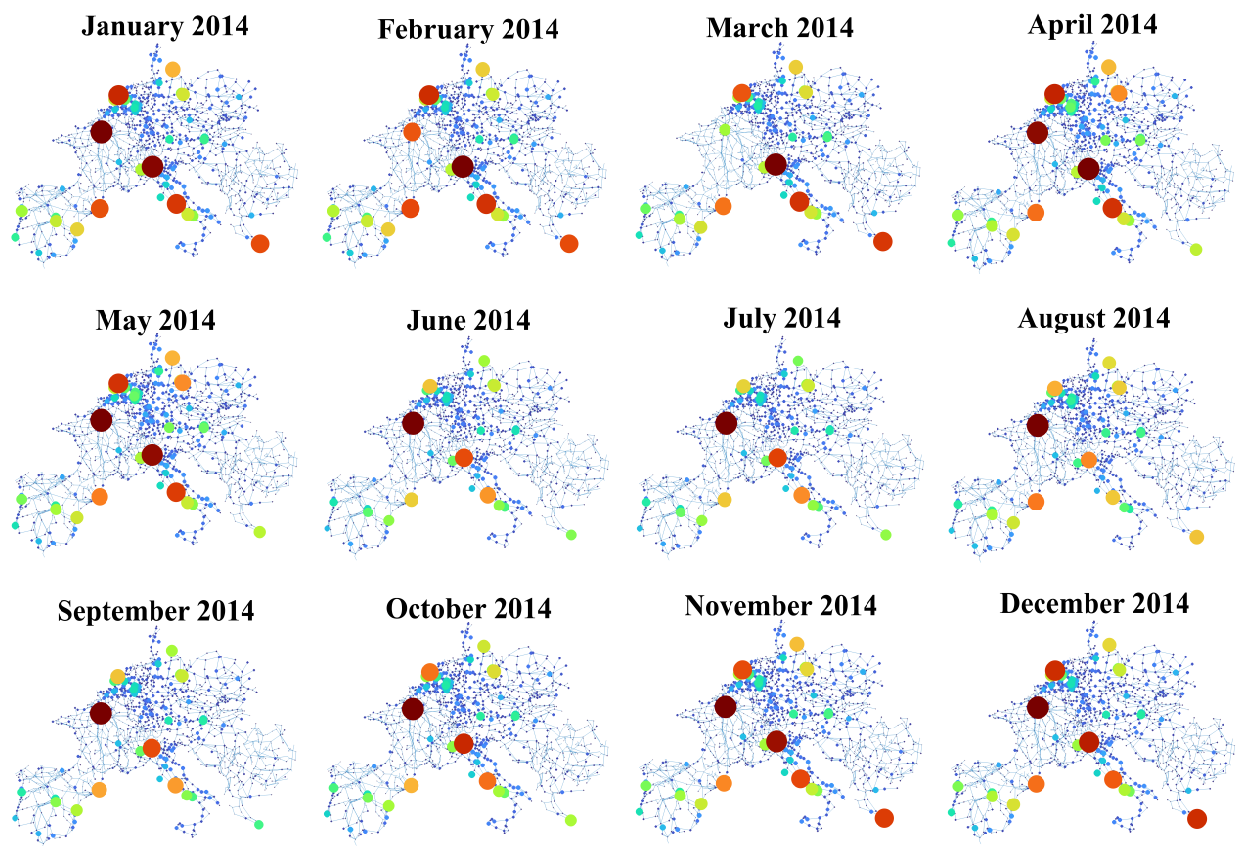 January 2014
February 2014
March 2014
April 2014
May 2014
June 2014
July 2014
August 2014
September 2014
October 2014
November 2014
December 2014